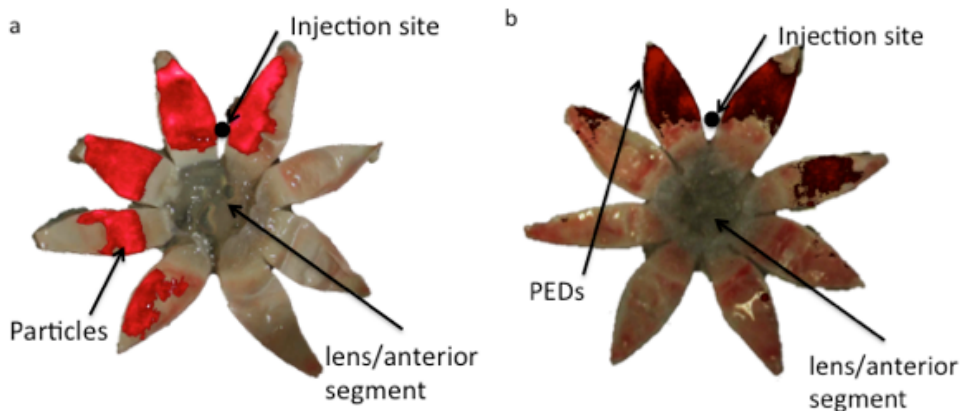 a
Injection site
Particles
lens/anterior
segment
b
Injection site
PEDs
lens/anterior
segment